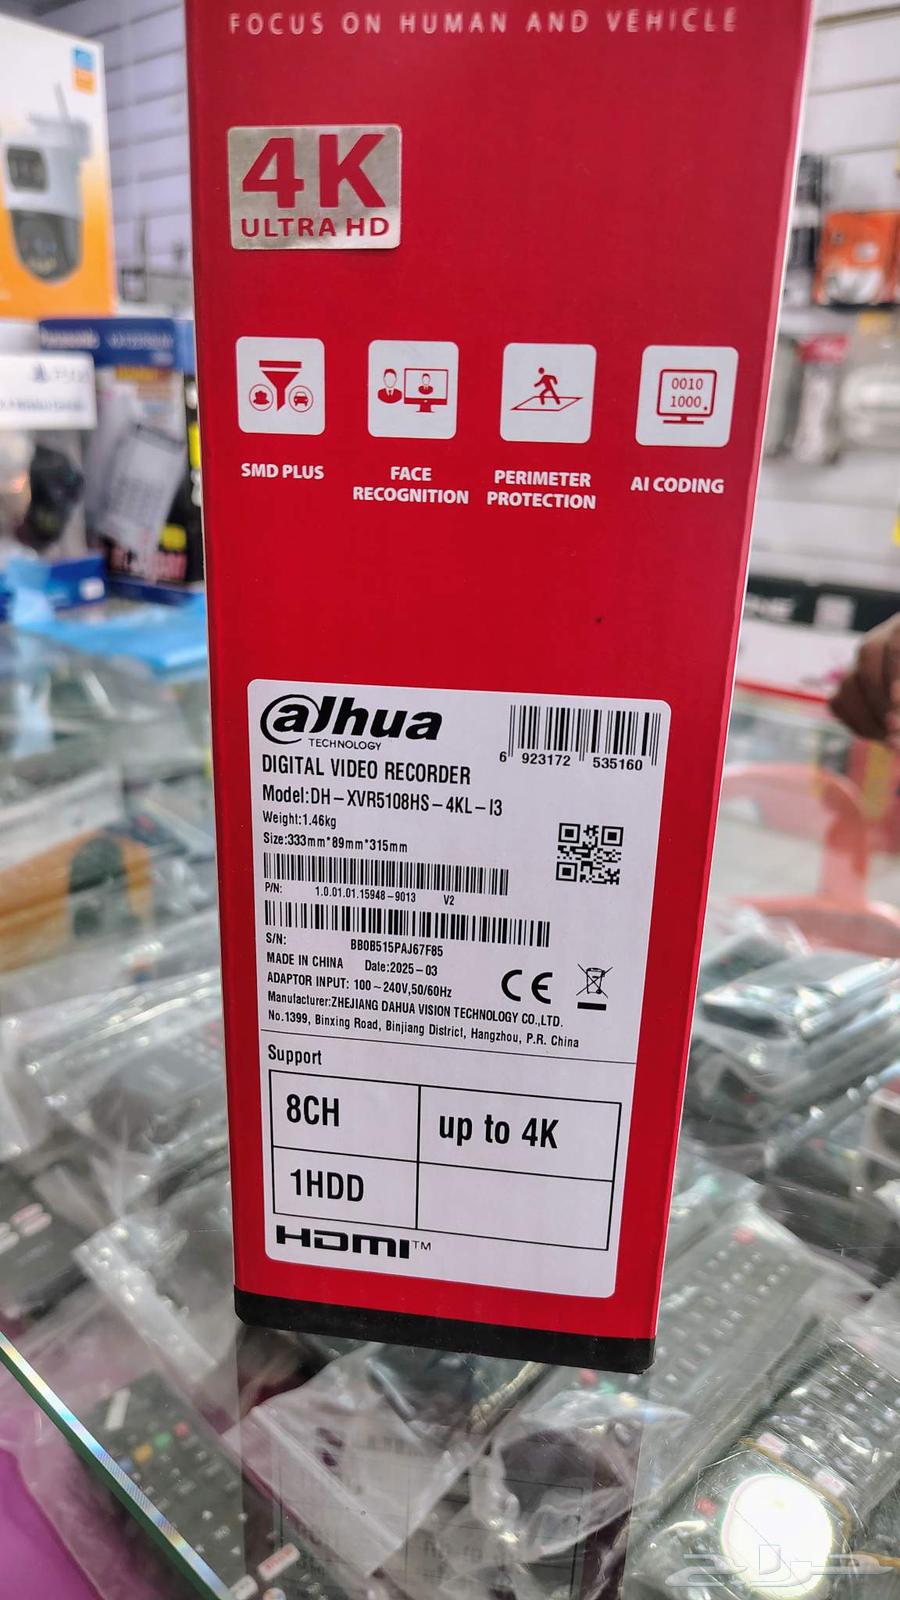 FOCUS ON HUMAN AND VEHICLE
4K
ULTRA HD
0010
1000.
SMD PLUS
FACE
RECOGNITION
PERIMETER
PROTECTION
AI CODING
alhua
TECHNOLOGY
6 923172 535160
DIGITAL VIDEO RECORDER
Model:DH-XVR5108HS-4KL-I3
Weight:1.46kg
Size:333mm*89mm*315mm
P/N: 1.0.01.01.15948-9013 V2
S/N: BB0B515PAJ67F85
MADE IN CHINA Date:2025-03
ADAPTOR INPUT: 100~240V,50/60Hz
CE
Manufacturer:ZHEJIANG DAHUA VISION TECHNOLOGY CO.,LTD.
No.1399, Binxing Road, Binjiang District, Hangzhou, P.R. China
Support
8CH up to 4K
1HDD
HDMI™
Panasonic
حراج